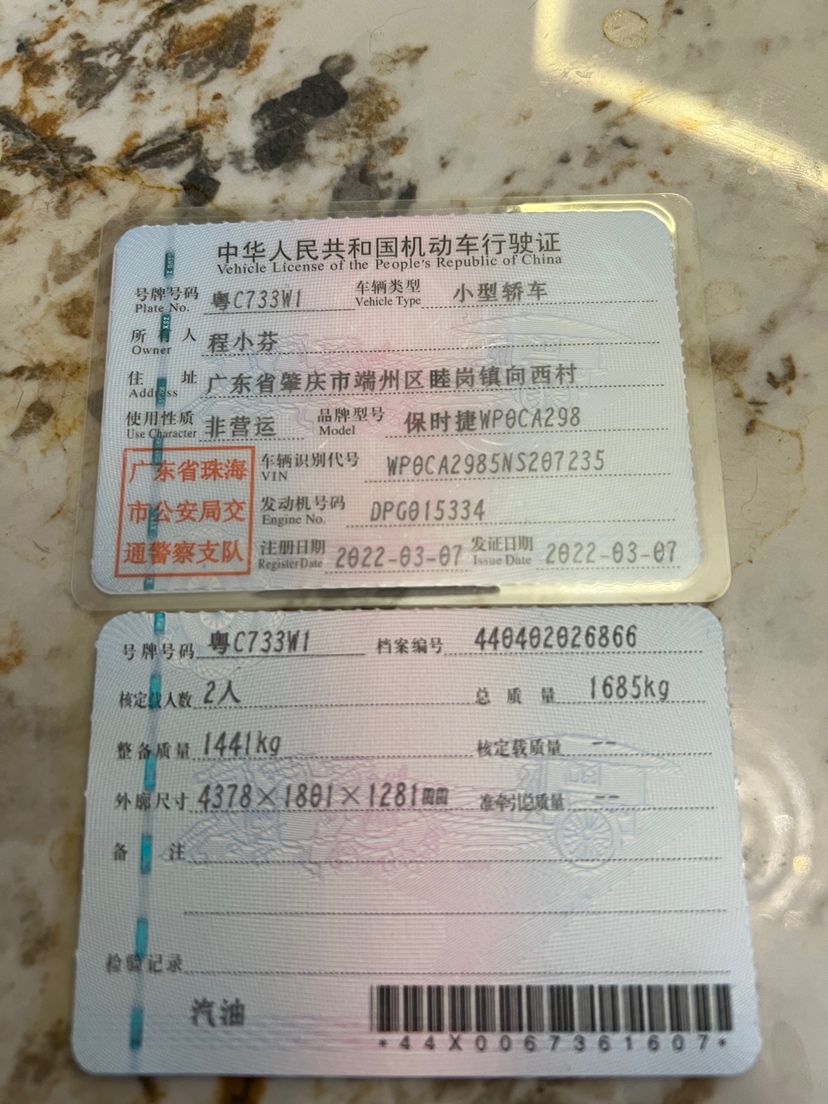 中华人民共和国机动车行驶证
Vehicle License of the People's Republic of China
号牌号码 粤C733W1 车辆类型 小型轿车
Plate No. Vehicle Type
所有人 程小芬
Owner
住址 广东省肇庆市端州区睦岗镇向西村
Address
使用性质 非营运 品牌型号 保时捷WP0CA298
Use Character Model
广东省珠海
市公安局交
通警察支队
车辆识别代号 WP0CA2985NS207235
VIN
发动机号码 DPG015334
Engine No.
注册日期 2022-03-07 发证日期 2022-03-07
Register Date Issue Date
号牌号码 粤C733W1 档案编号 440402026866
核定载人数 2人 总质量 1685kg
整备质量 1441kg 核定载质量 --
外廓尺寸 4378×1801×1281mm 准牵引总质量 --
备注
检验记录
汽油
*44X0067361607*